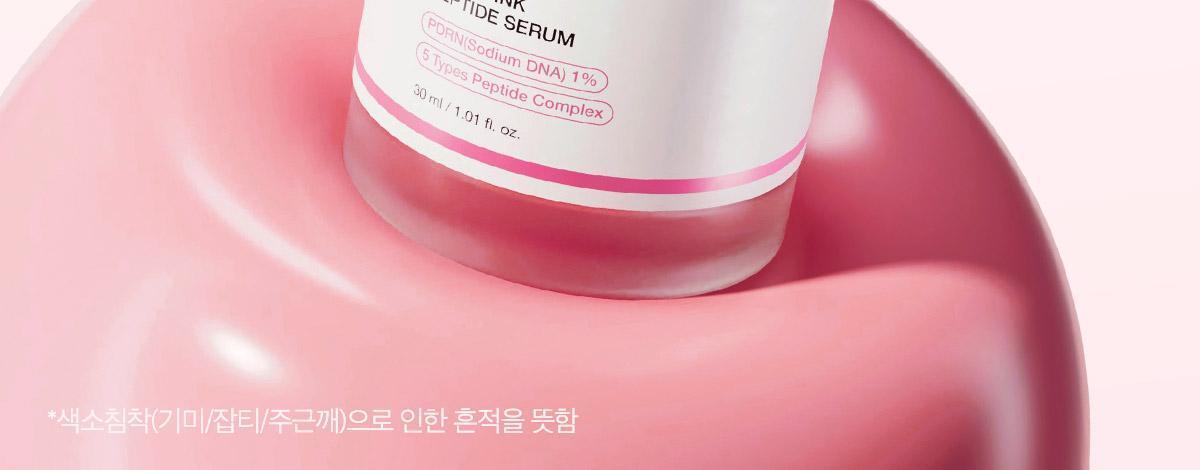 PEPTIDE SERUM
PDRN(Sodium DNA) 1%
5 Types Peptide Complex
30 ml / 1.01 fl. oz.
*색소침착(기미/잡티/주근깨)으로 인한 흔적을 뜻함